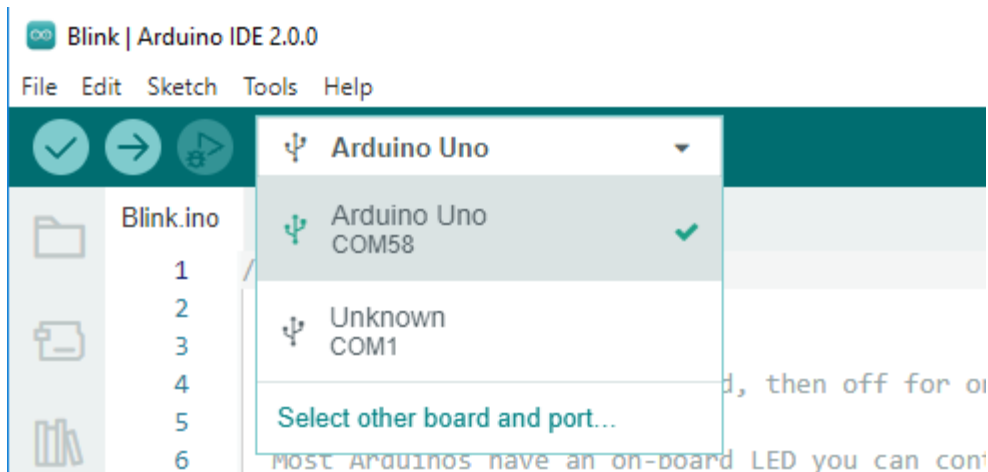 Blink | Arduino IDE 2.0.0
File Edit Sketch Tools Help
Arduino Uno
Arduino Uno
COM58
Blink.ino
1 /
2
Unknown
COM1
3
4 d, then off for
5
Select other board and port...
6 Most Arduinos have an on-board LED you can